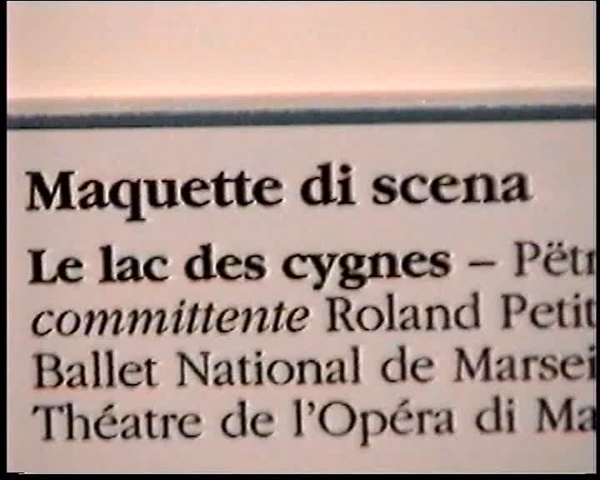 Maquette di scena
Le lac des cygnes – Pëtr
committente Roland Petit
Ballet National de Marsei
Théatre de l'Opéra di Ma